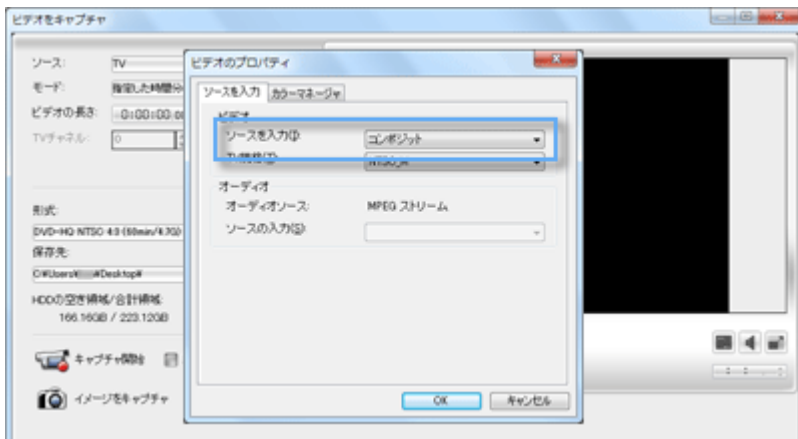 ビデオをキャプチャ
ソース: TV
モード: 指定した時間分
ビデオの長さ: 0:00:00
TVチャネル: 0
形式:
DVD-HQ NTSC 4:3 (60min/4.7G)
保存先:
HDDの空き領域/合計領域:
166.16GB / 223.12GB
キャプチャ開始
イメージをキャプチャ
ビデオのプロパティ
ソースを入力 カラーマネージャ
ビデオ
ソースを入力(I): コンポジット
TV規格(T): NTSC_M
オーディオ
オーディオソース: MPEG ストリーム
ソースの入力(S):
OK キャンセル